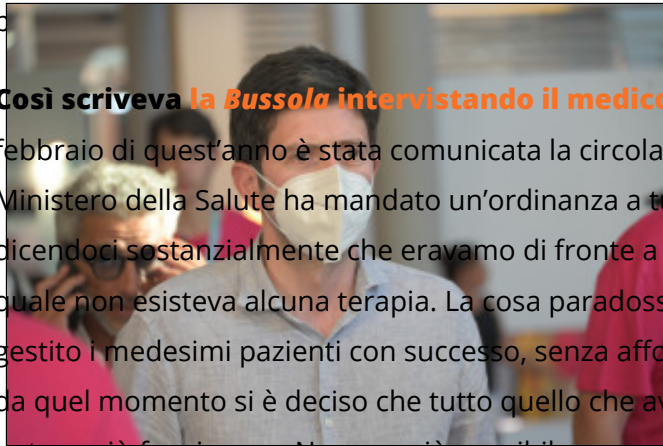 Così scriveva la Bussola intervistando il medico
febbraio di quest'anno è stata comunicata la circola
Ministero della Salute ha mandato un'ordinanza a tu
dicendoci sostanzialmente che eravamo di fronte a
quale non esisteva alcuna terapia. La cosa paradoss
gestito i medesimi pazienti con successo, senza affo
da quel momento si è deciso che tutto quello che av